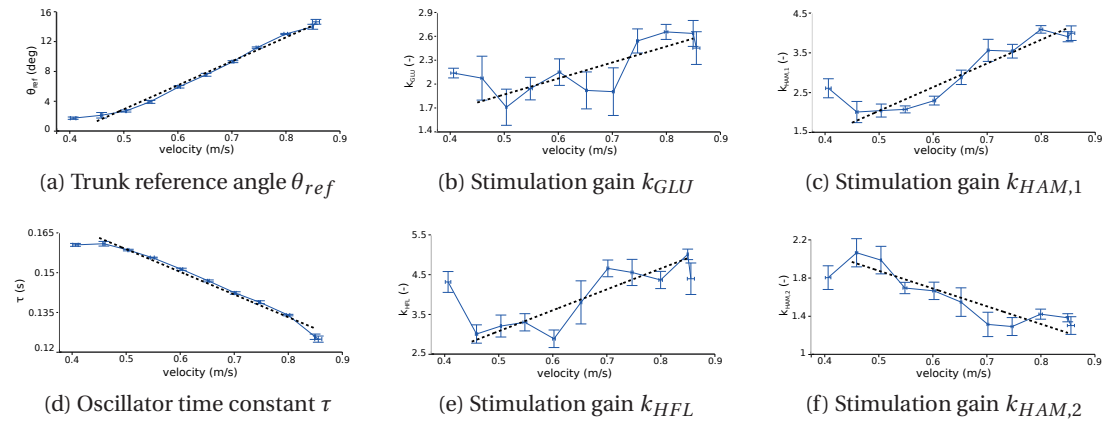 16
12
8
4
0
θref (deg)
0.4 0.5 0.6 0.7 0.8 0.9
velocity (m/s)
(a) Trunk reference angle θref
2.9
2.6
2.3
2
1.7
1.4
kGLU (-)
0.4 0.5 0.6 0.7 0.8 0.9
velocity (m/s)
(b) Stimulation gain kGLU
4.5
3.5
2.5
1.5
kHAM,1 (-)
0.4 0.5 0.6 0.7 0.8 0.9
velocity (m/s)
(c) Stimulation gain kHAM,1
0.165
0.15
0.135
0.12
τ (s)
0.4 0.5 0.6 0.7 0.8 0.9
velocity (m/s)
(d) Oscillator time constant τ
5.5
4.5
3.5
2.5
kHFL (-)
0.4 0.5 0.6 0.7 0.8 0.9
velocity (m/s)
(e) Stimulation gain kHFL
2.2
1.8
1.4
1
kHAM,2 (-)
0.4 0.5 0.6 0.7 0.8 0.9
velocity (m/s)
(f) Stimulation gain kHAM,2